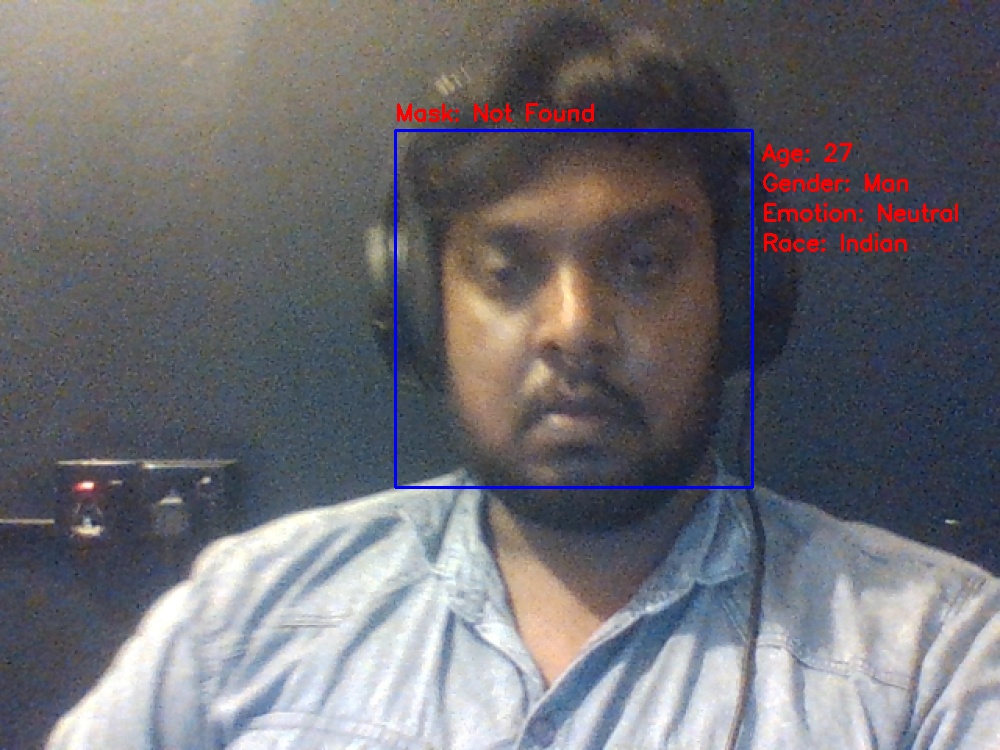 Mask: Not Found
Age: 27
Gender: Man
Emotion: Neutral
Race: Indian